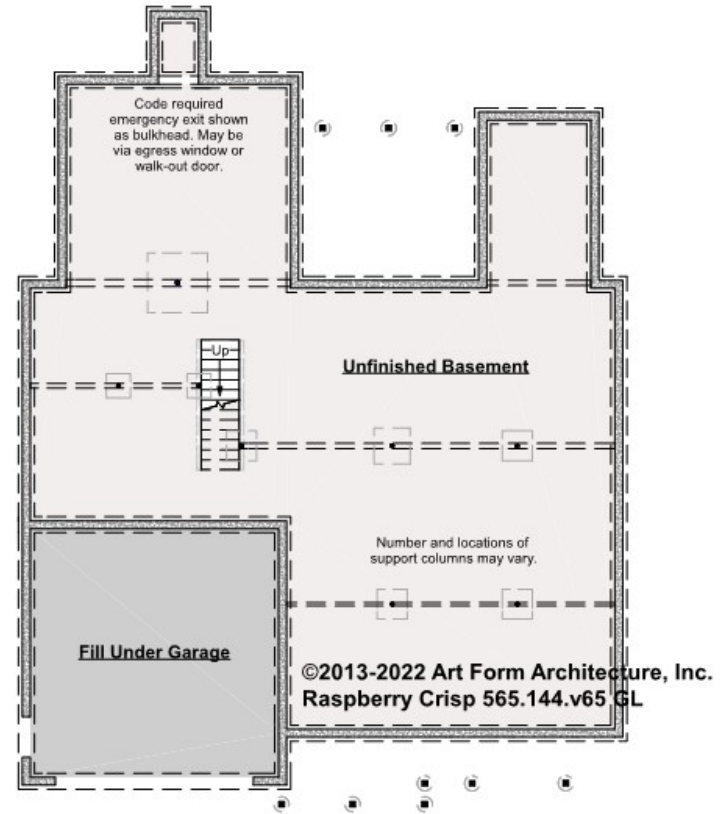 Code required
emergency exit shown
as bulkhead. May be
via egress window or
walk-out door.
Up
Unfinished Basement
Number and locations of
support columns may vary.
Fill Under Garage
©2013-2022 Art Form Architecture, Inc.
Raspberry Crisp 565.144.v65 GL